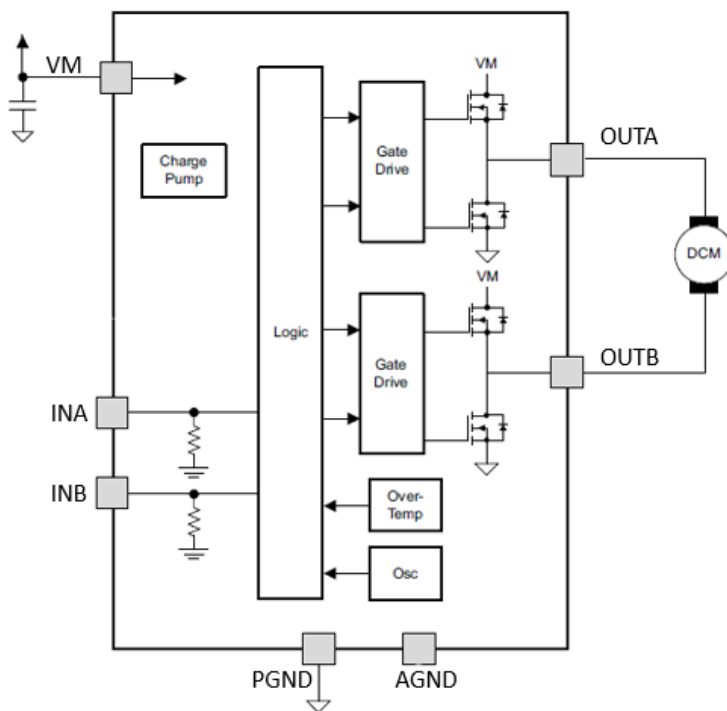 VM
Charge
Pump
Logic
Gate
Drive
VM
OUTA
DCM
VM
Gate
Drive
OUTB
INA
INB
Over-
Temp
Osc
PGND
AGND